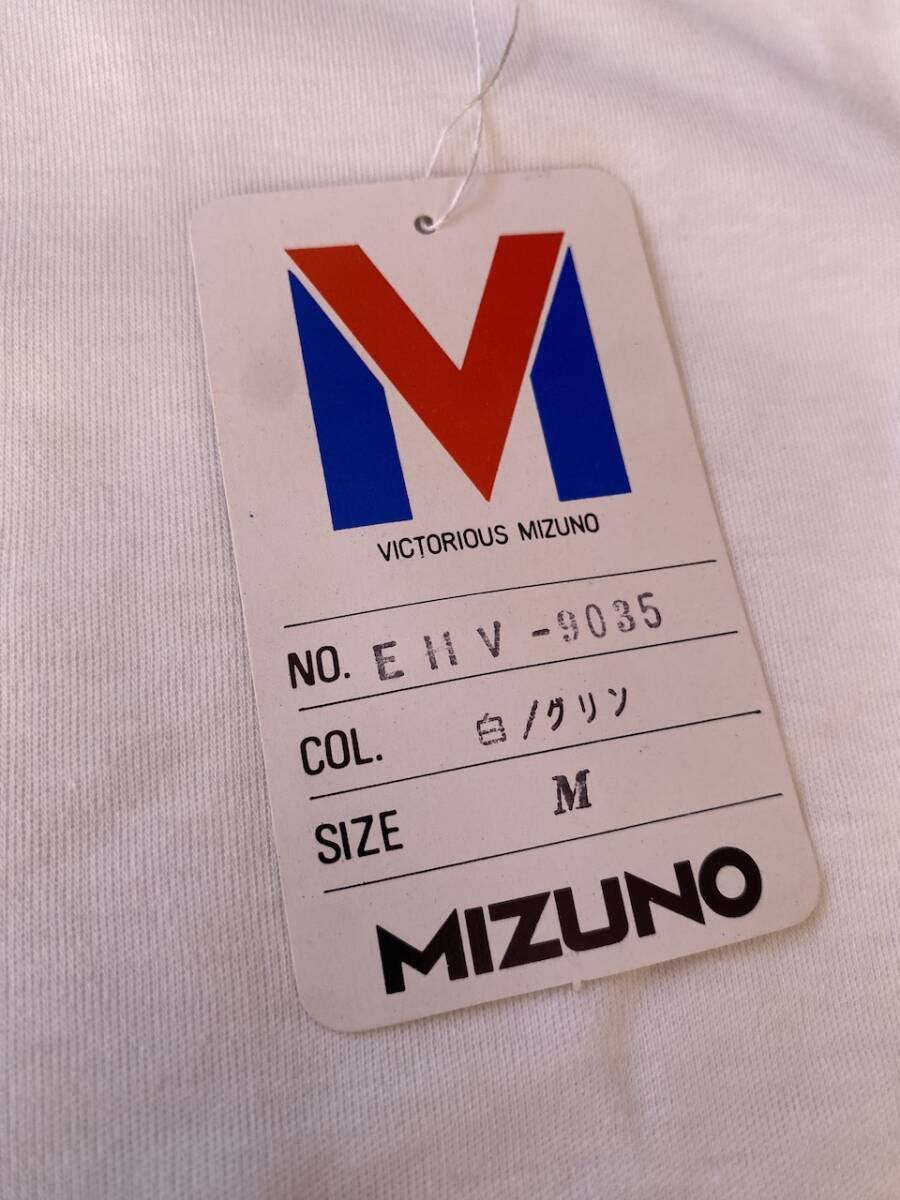 VICTORIOUS MIZUNO
NO. EHV-9035
COL. 白/グリン
SIZE M
MIZUNO